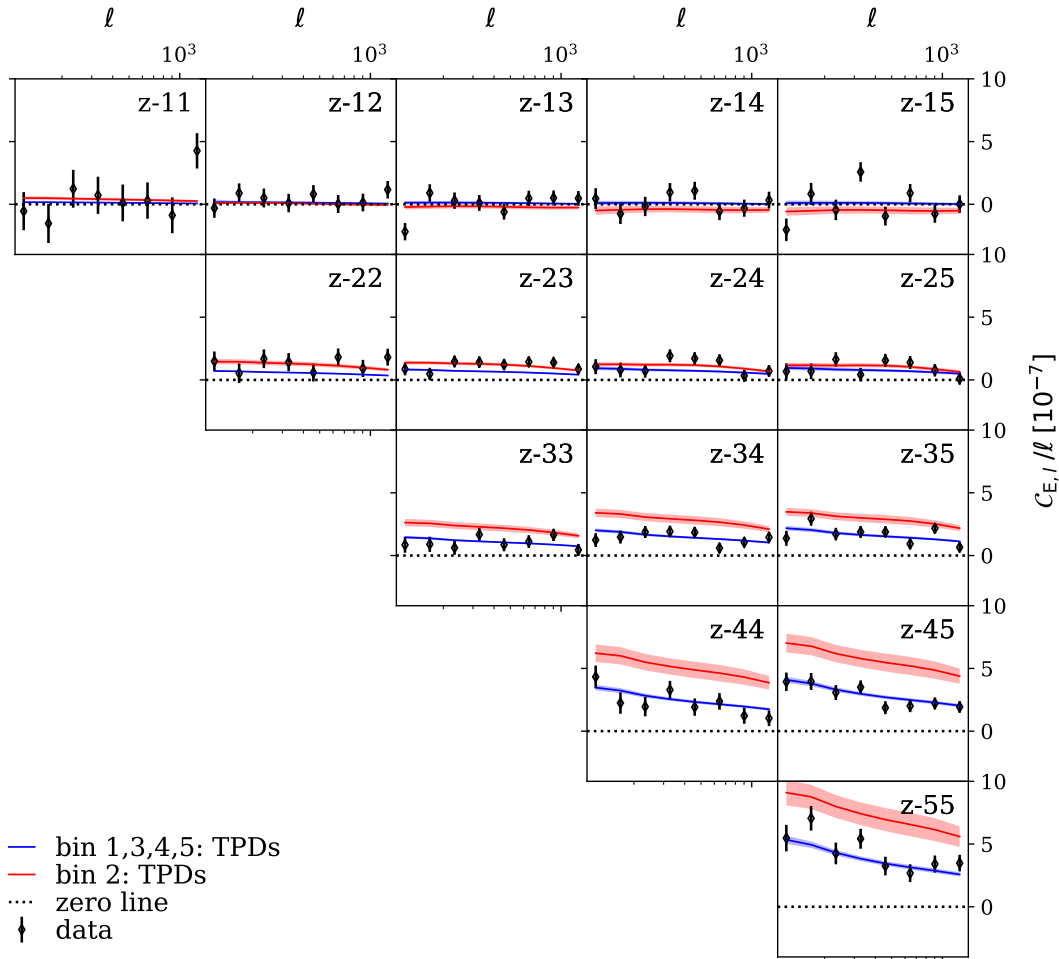 ℓ ℓ ℓ ℓ ℓ
10³ 10³ 10³ 10³ 10³
z-11 z-12 z-13 z-14 z-15 10
5
0
z-22 z-23 z-24 z-25 10
5
0
z-33 z-34 z-35 10
5
0
z-44 z-45 10
5
0
z-55 10
5
0
𝒞E, l /ℓ [10⁻⁷]
bin 1,3,4,5: TPDs
bin 2: TPDs
zero line
data